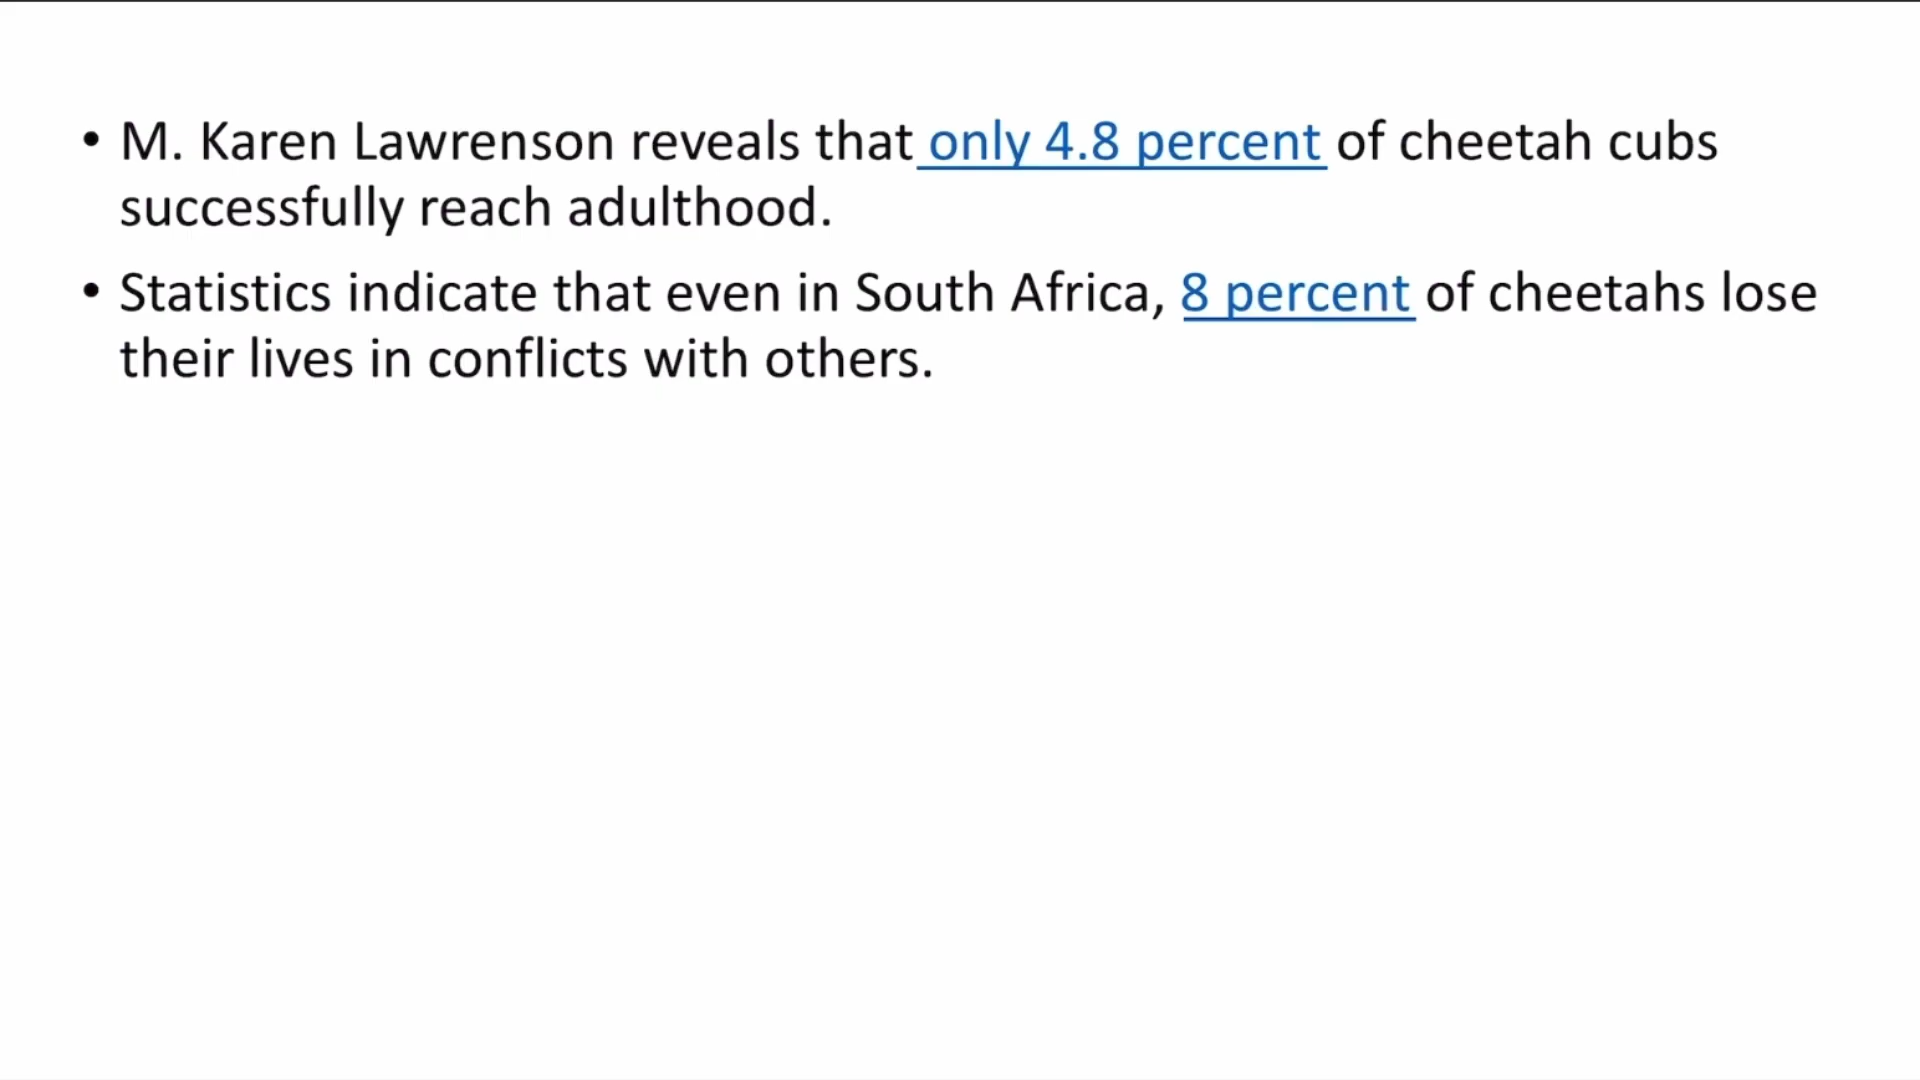 • M. Karen Lawrenson reveals that only 4.8 percent of cheetah cubs
successfully reach adulthood.
• Statistics indicate that even in South Africa, 8 percent of cheetahs lose
their lives in conflicts with others.